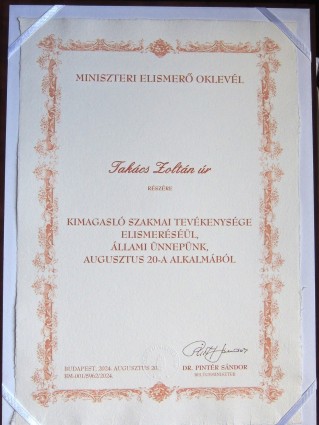 MINISZTERI ELISMERŐ OKLEVÉL
Takács Zoltán úr
RÉSZÉRE
KIMAGASLÓ SZAKMAI TEVÉKENYSÉGE
ELISMERÉSÉÜL,
ÁLLAMI ÜNNEPÜNK,
AUGUSZTUS 20-A ALKALMÁBÓL
BUDAPEST, 2024. AUGUSZTUS 20.
DR. PINTÉR SÁNDOR
BELÜGYMINISZTER